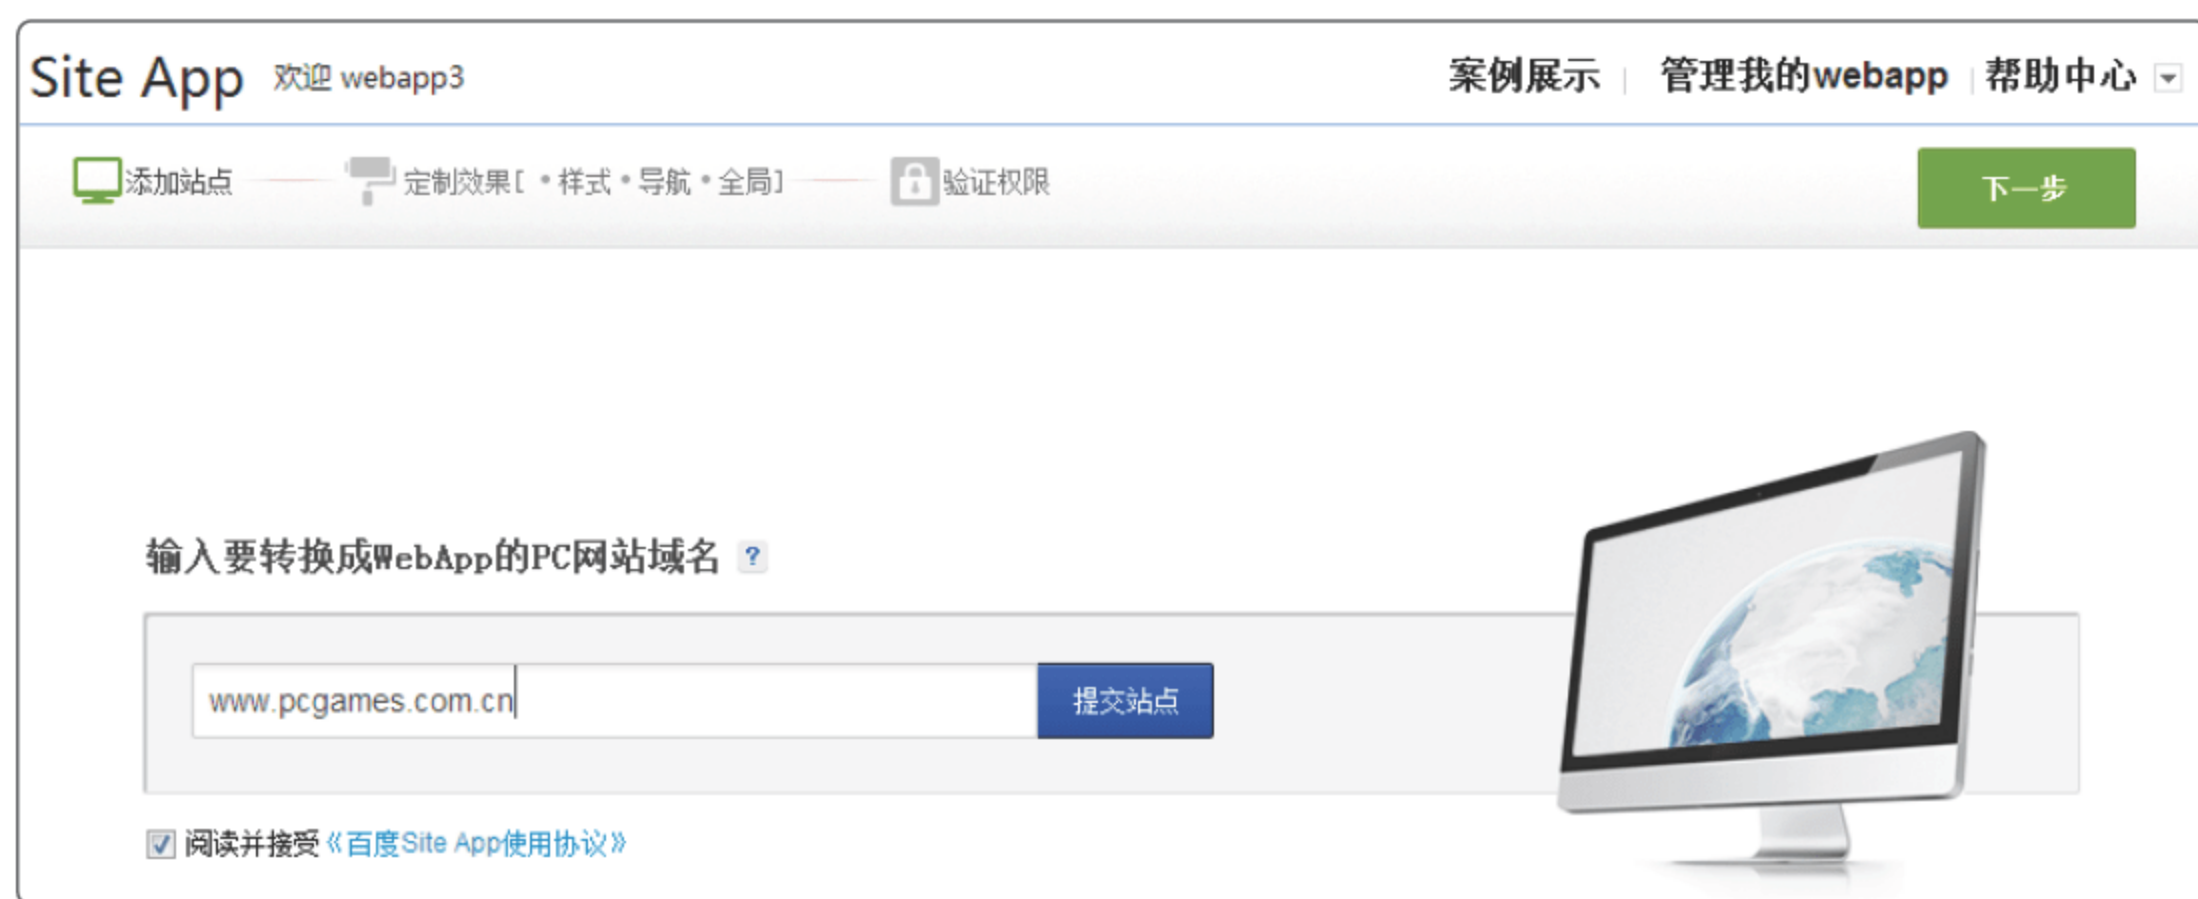 Site App 欢迎 webapp3 案例展示 | 管理我的webapp | 帮助中心
添加站点 定制效果[ •样式•导航•全局] 验证权限 下一步
输入要转换成WebApp的PC网站域名 ?
www.pcgames.com.cn 提交站点
阅读并接受《百度Site App使用协议》